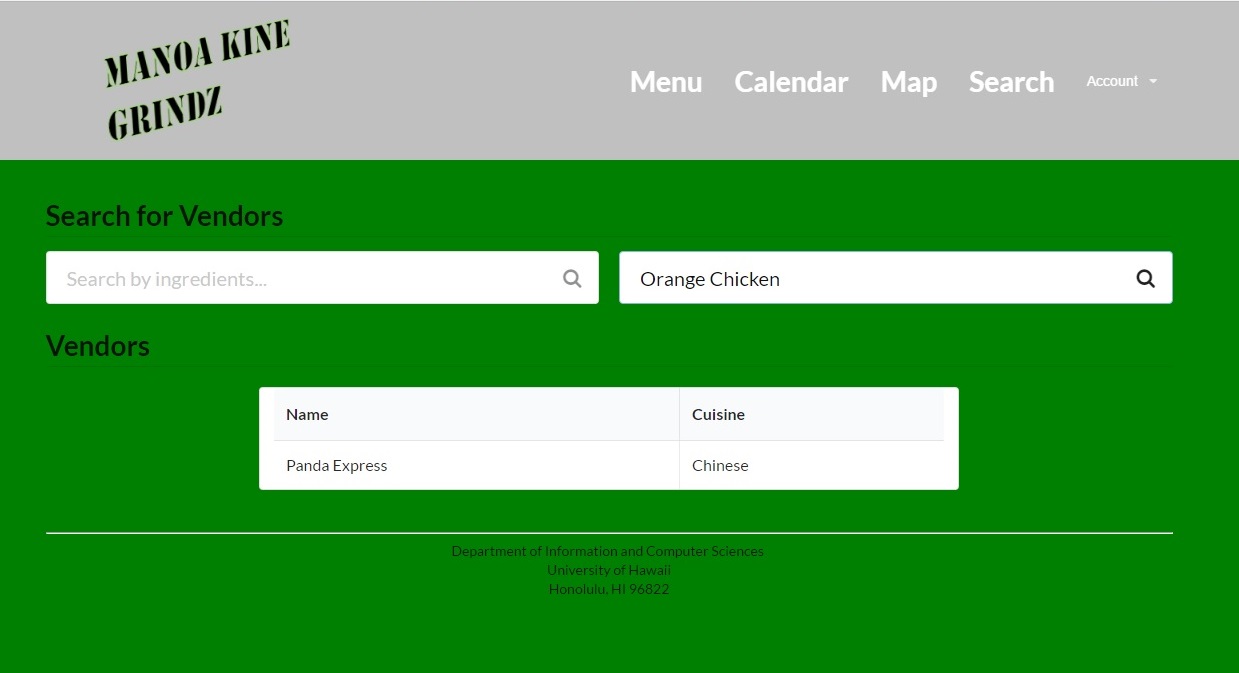 MANOA KINE
GRINDZ
Menu Calendar Map Search Account
Search for Vendors
Search by ingredients...
Orange Chicken
Vendors
Name Cuisine
Panda Express Chinese
Department of Information and Computer Sciences
University of Hawaii
Honolulu, HI 96822